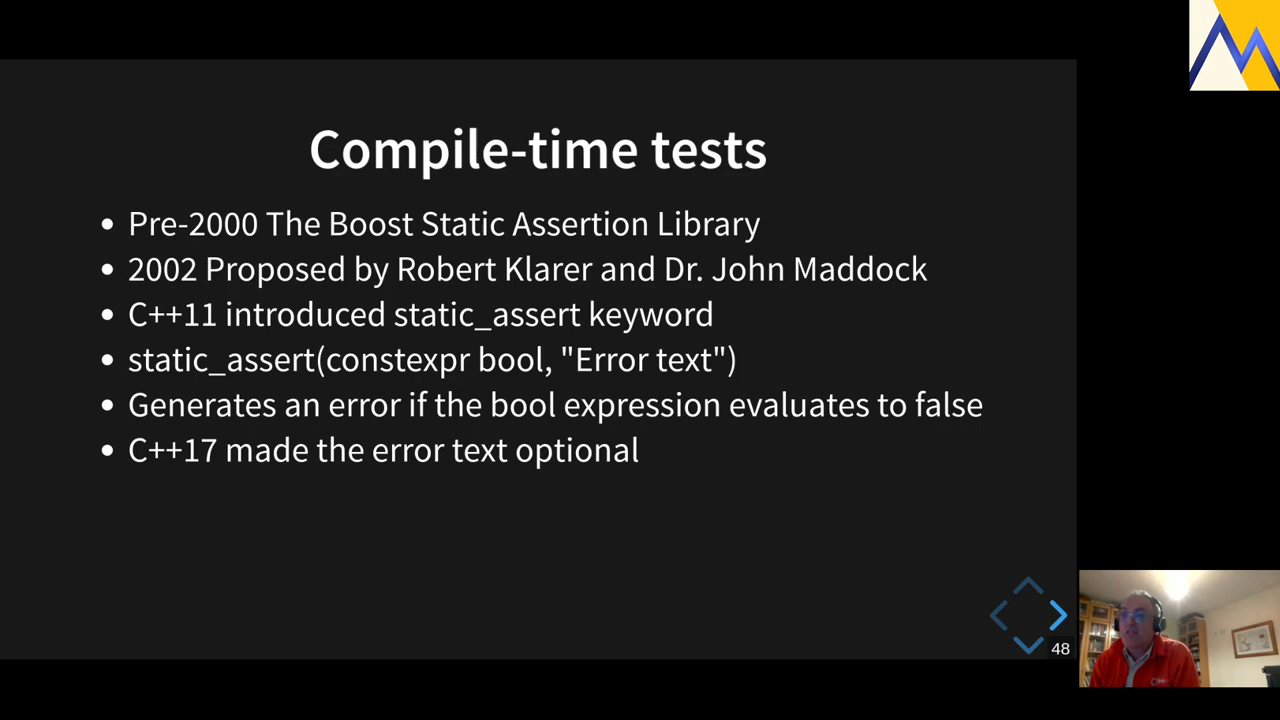 Compile-time tests
Pre-2000 The Boost Static Assertion Library
2002 Proposed by Robert Klarer and Dr. John Maddock
C++11 introduced static_assert keyword
static_assert(constexpr bool, "Error text")
Generates an error if the bool expression evaluates to false
C++17 made the error text optional
48